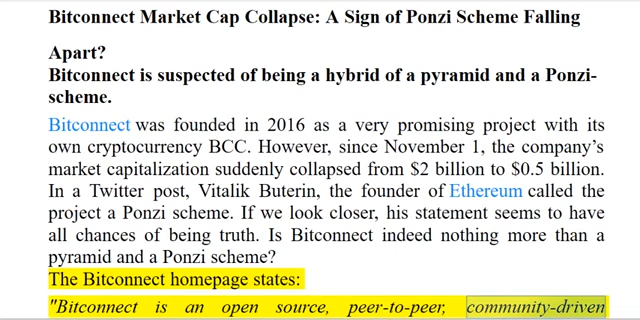 Bitconnect Market Cap Collapse: A Sign of Ponzi Scheme Falling
Apart?
Bitconnect is suspected of being a hybrid of a pyramid and a Ponzi-
scheme.
Bitconnect was founded in 2016 as a very promising project with its
own cryptocurrency BCC. However, since November 1, the company’s
market capitalization suddenly collapsed from $2 billion to $0.5 billion.
In a Twitter post, Vitalik Buterin, the founder of Ethereum called the
project a Ponzi scheme. If we look closer, his statement seems to have
all chances of being truth. Is Bitconnect indeed nothing more than a
pyramid and a Ponzi scheme?
The Bitconnect homepage states:
"Bitconnect is an open source, peer-to-peer, community-driven